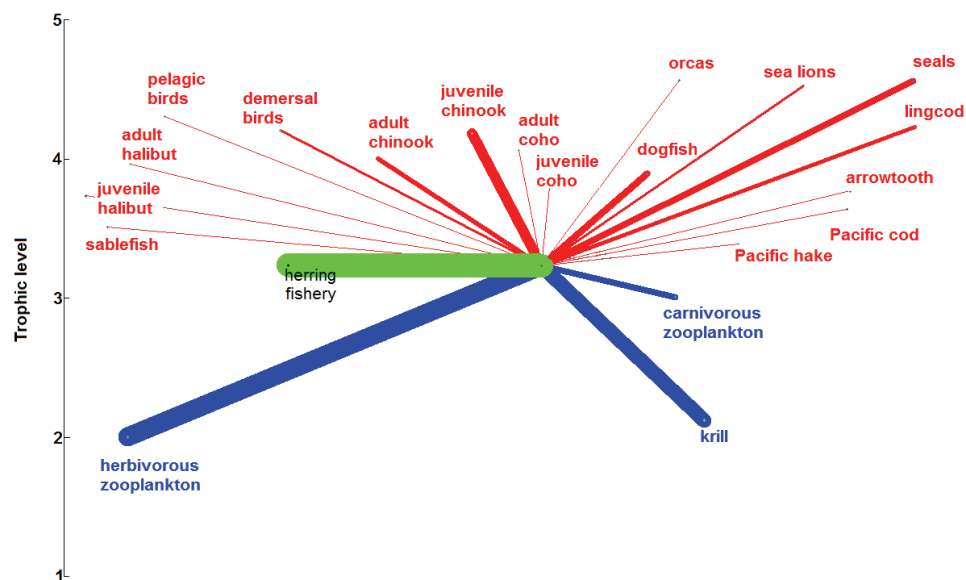 5
orcas
seals
sea lions
pelagic
birds
juvenile
chinook
demersal
birds
lingcod
adult
chinook
adult
coho
adult
halibut
dogfish
4
juvenile
coho
arrowtooth
juvenile
halibut
Pacific cod
sablefish
Pacific hake
herring
fishery
Trophic level
3
carnivorous
zooplankton
2
krill
herbivorous
zooplankton
1